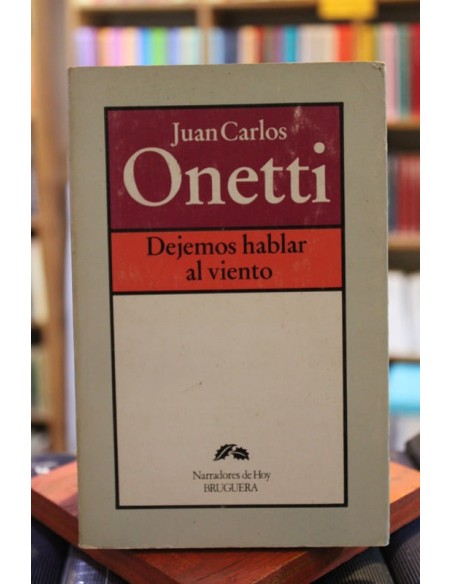 Juan Carlos
Onetti
Dejemos hablar
al viento
Narradores de Hoy
BRUGUERA